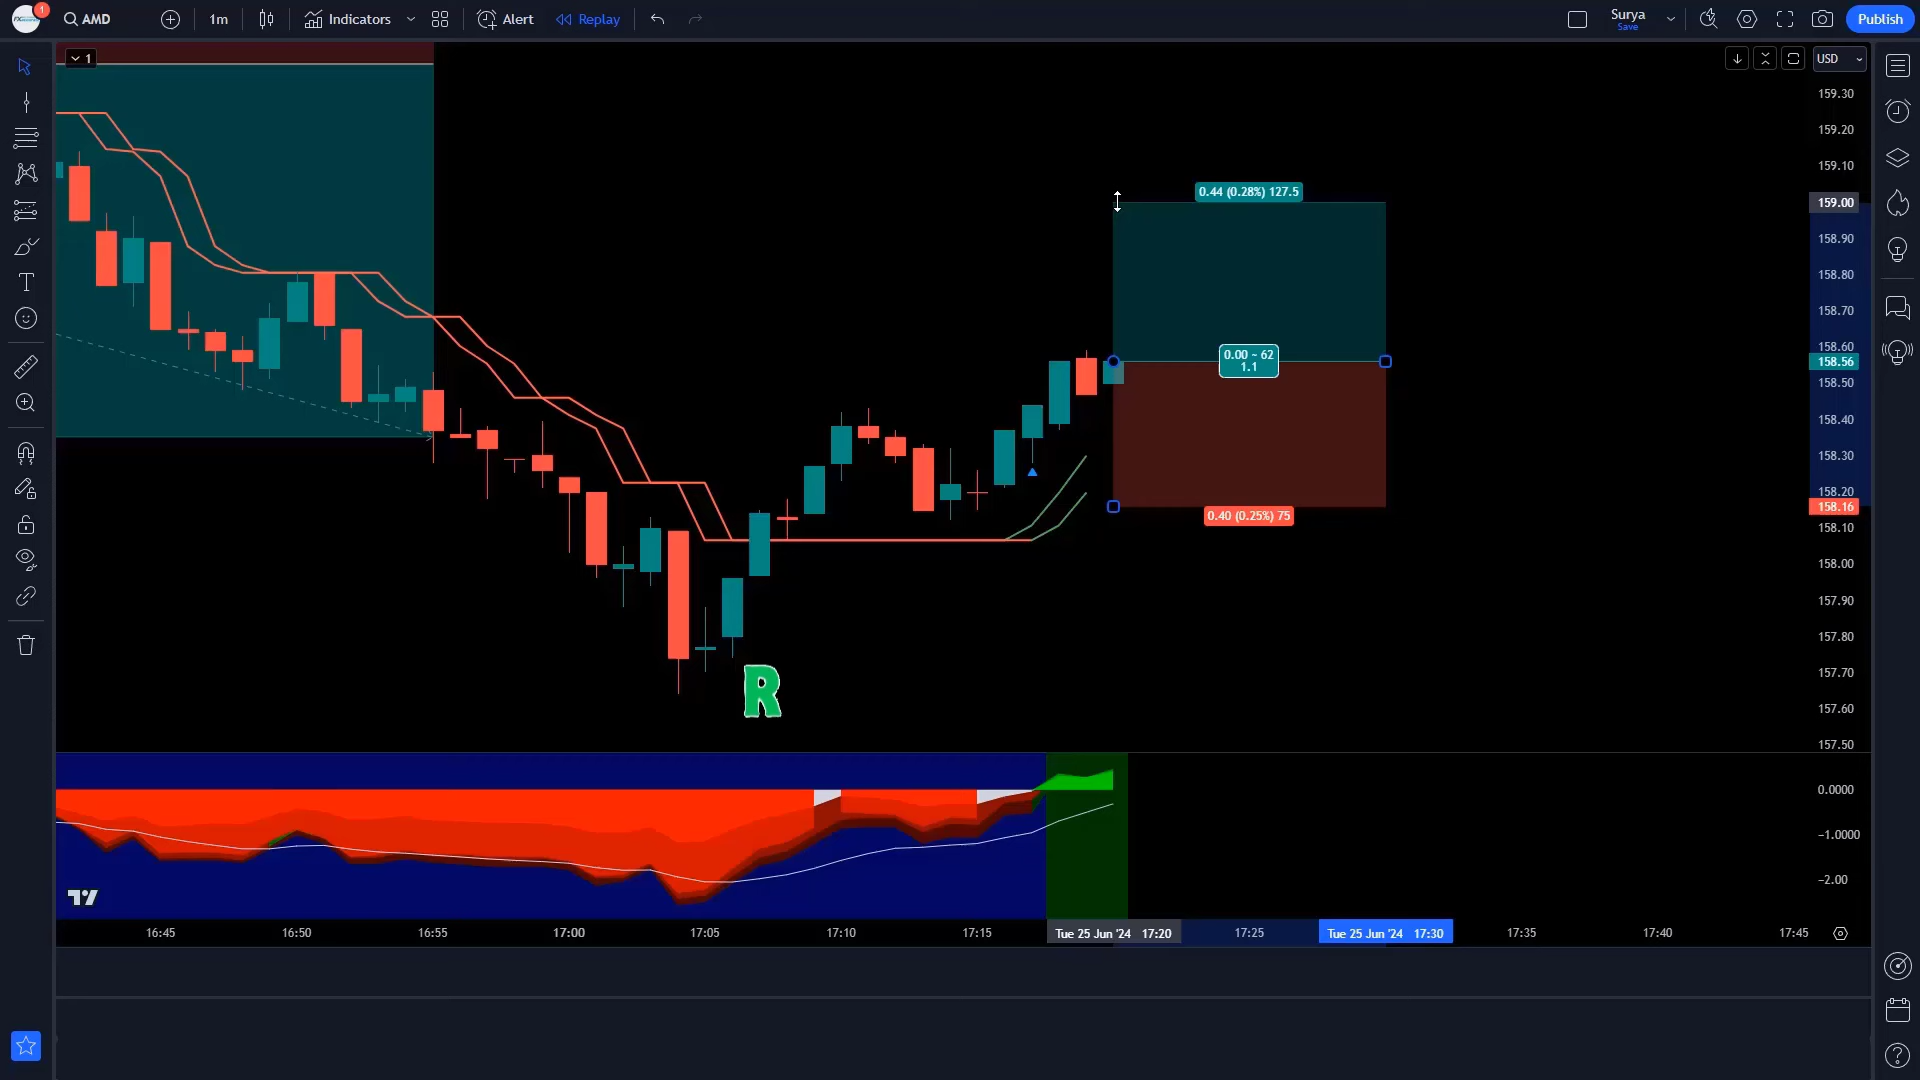 1
AMD
1m
Indicators
Alert
Replay
Surya
Save
Publish
1
USD
159.30
159.20
159.10
159.00
158.90
158.80
158.70
158.60
158.56
158.50
158.40
158.30
158.20
158.16
158.10
158.00
157.90
157.80
157.70
157.60
157.50
0.44 (0.28%) 127.5
0.00 ~ 62
1.1
0.40 (0.25%) 75
R
0.0000
−1.0000
−2.00
16:45
16:50
16:55
17:00
17:05
17:10
17:15
Tue 25 Jun '24 17:20
17:25
Tue 25 Jun '24 17:30
17:35
17:40
17:45